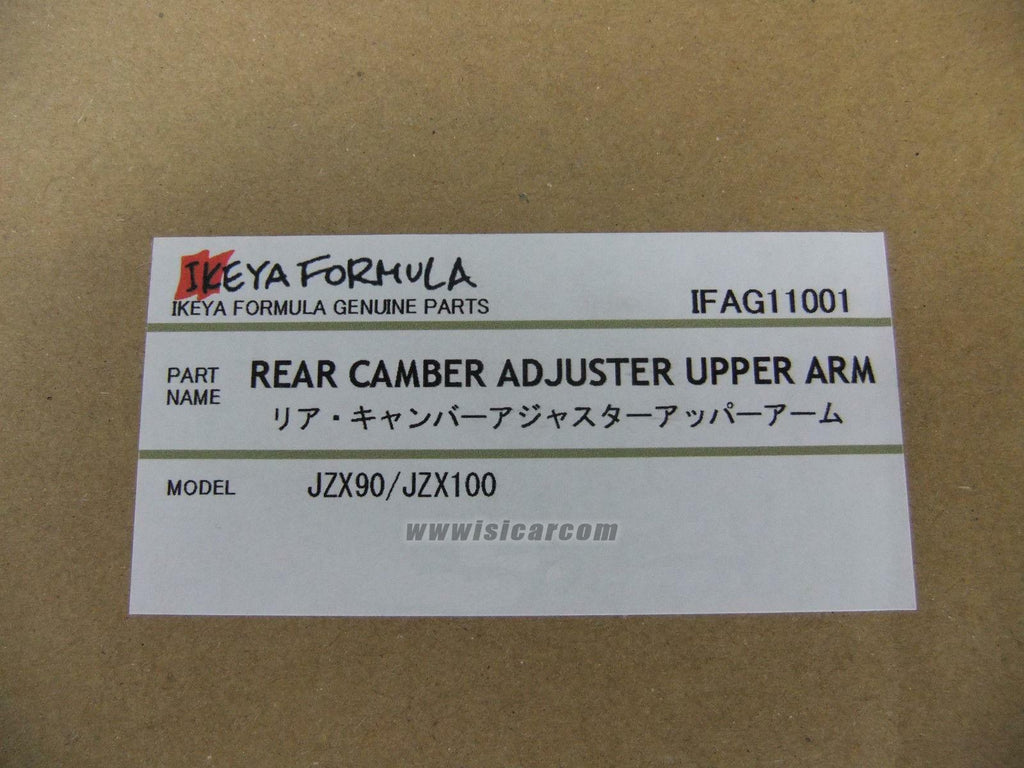 IKEYA FORMULA
IKEYA FORMULA GENUINE PARTS
IFAG11001
PART NAME
REAR CAMBER ADJUSTER UPPER ARM
リア・キャンバーアジャスターアッパーアーム
MODEL
JZX90/JZX100
wwwisicarcom